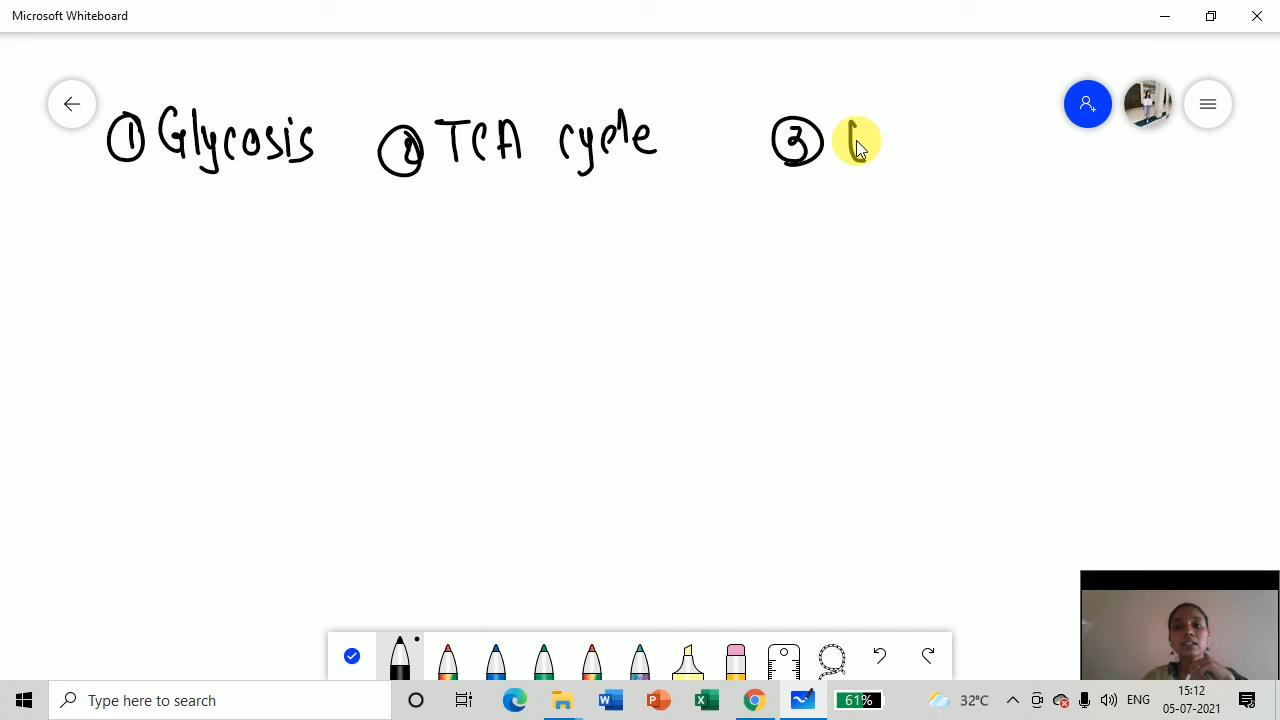 Microsoft Whiteboard
① Glycosis ② TCA cycle ③
Type here to search
61%
32°C
ENG
15:12
05-07-2021